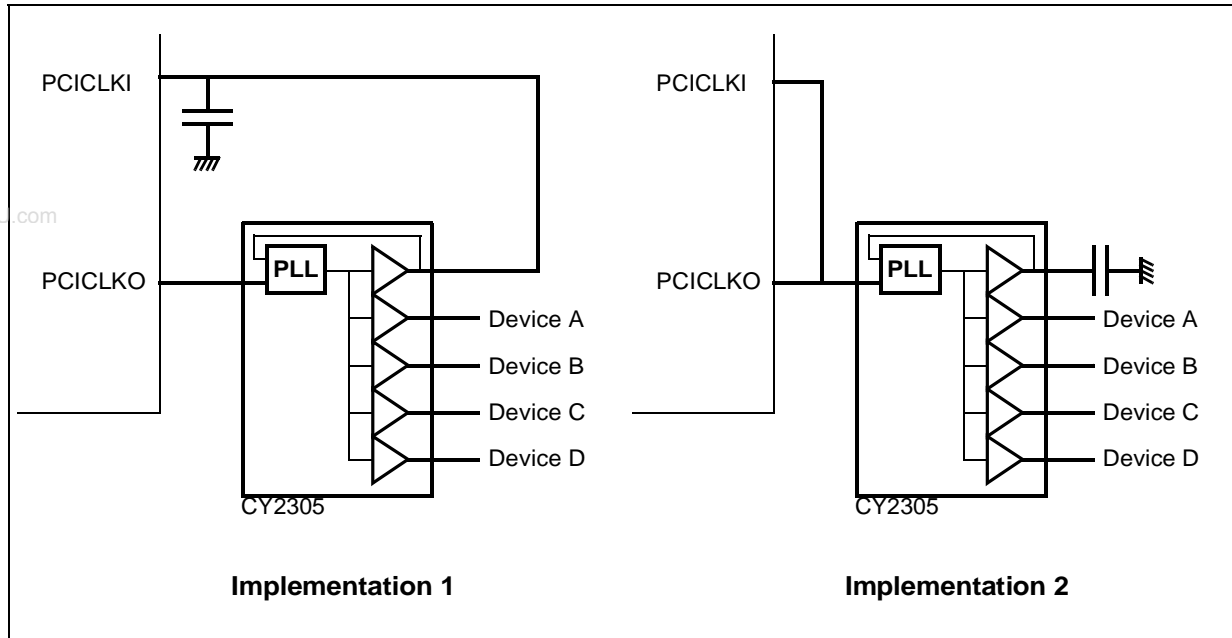 PCICLKI
PCICLKO
PLL
Device A
Device B
Device C
Device D
CY2305
Implementation 1
PCICLKI
PCICLKO
PLL
Device A
Device B
Device C
Device D
CY2305
Implementation 2
.com